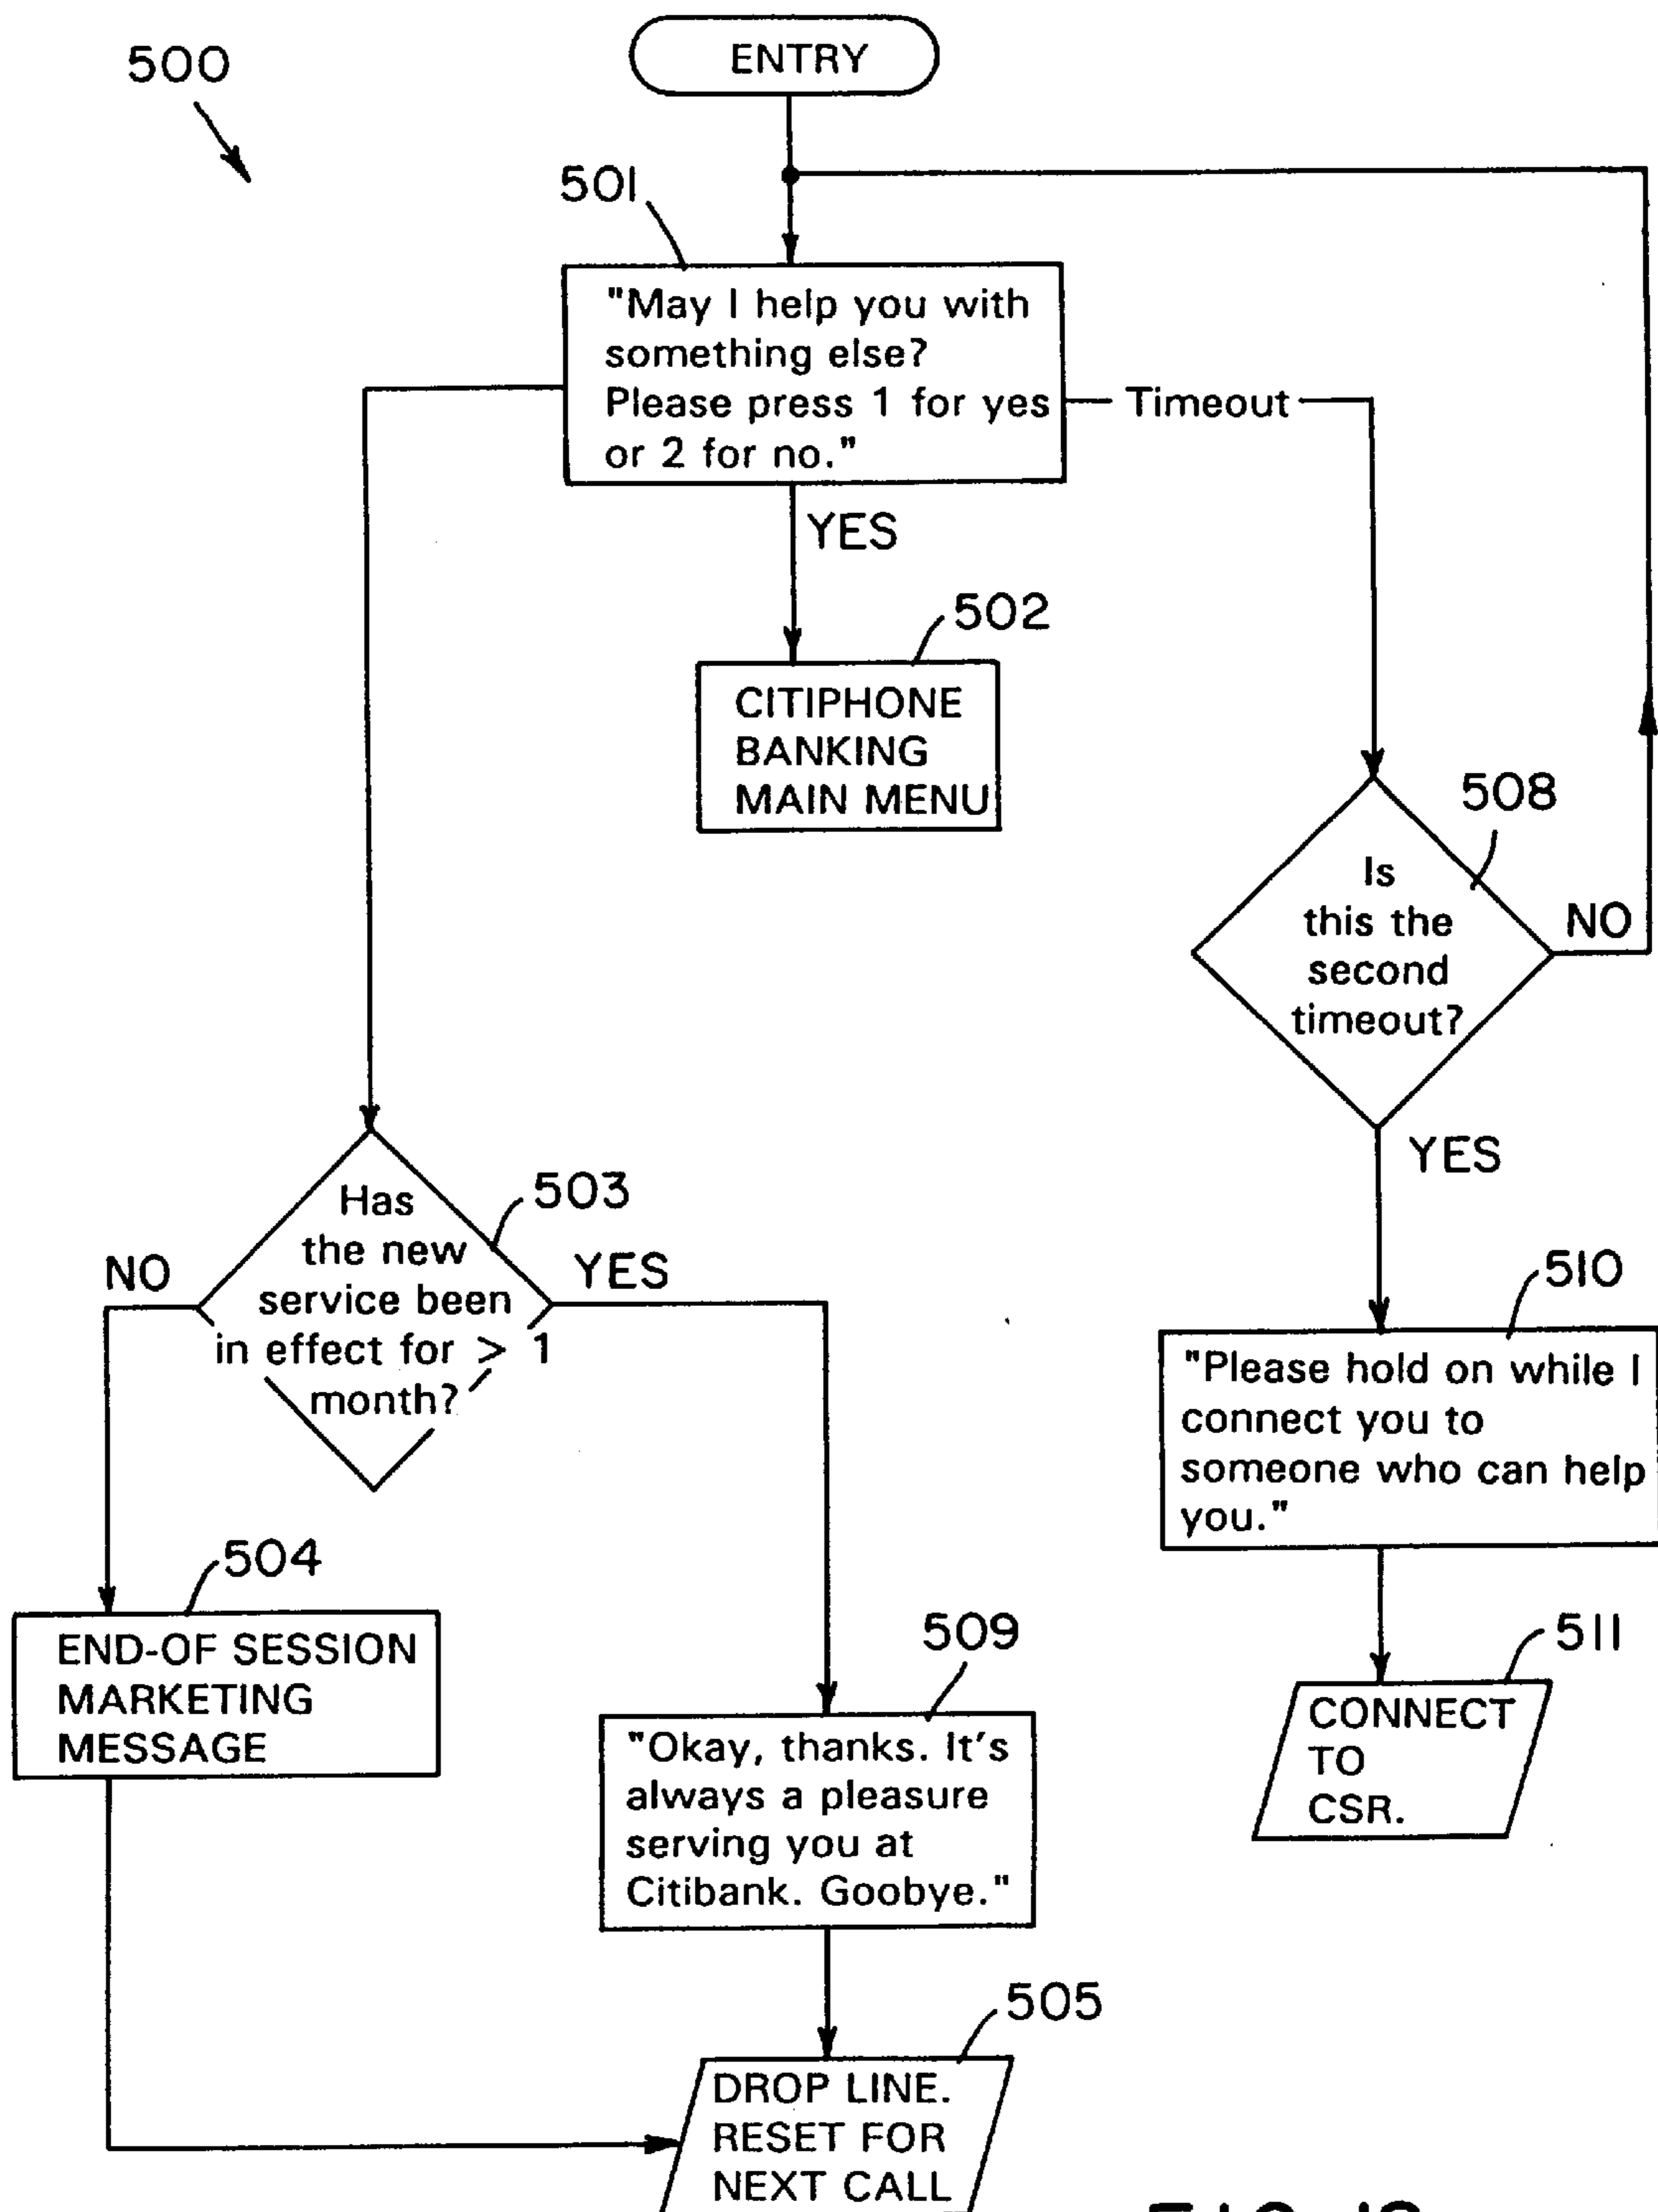 500
ENTRY
501
"May I help you with
something else?
Please press 1 for yes
or 2 for no."
Timeout
YES
502
CITIPHONE
BANKING
MAIN MENU
508
Is
this the
second
timeout?
NO
YES
503
Has
the new
service been
in effect for > 1
month?
NO
YES
510
"Please hold on while I
connect you to
someone who can help
you."
504
END-OF SESSION
MARKETING
MESSAGE
509
"Okay, thanks. It's
always a pleasure
serving you at
Citibank. Goobye."
511
CONNECT
TO
CSR.
505
DROP LINE.
RESET FOR
NEXT CALL